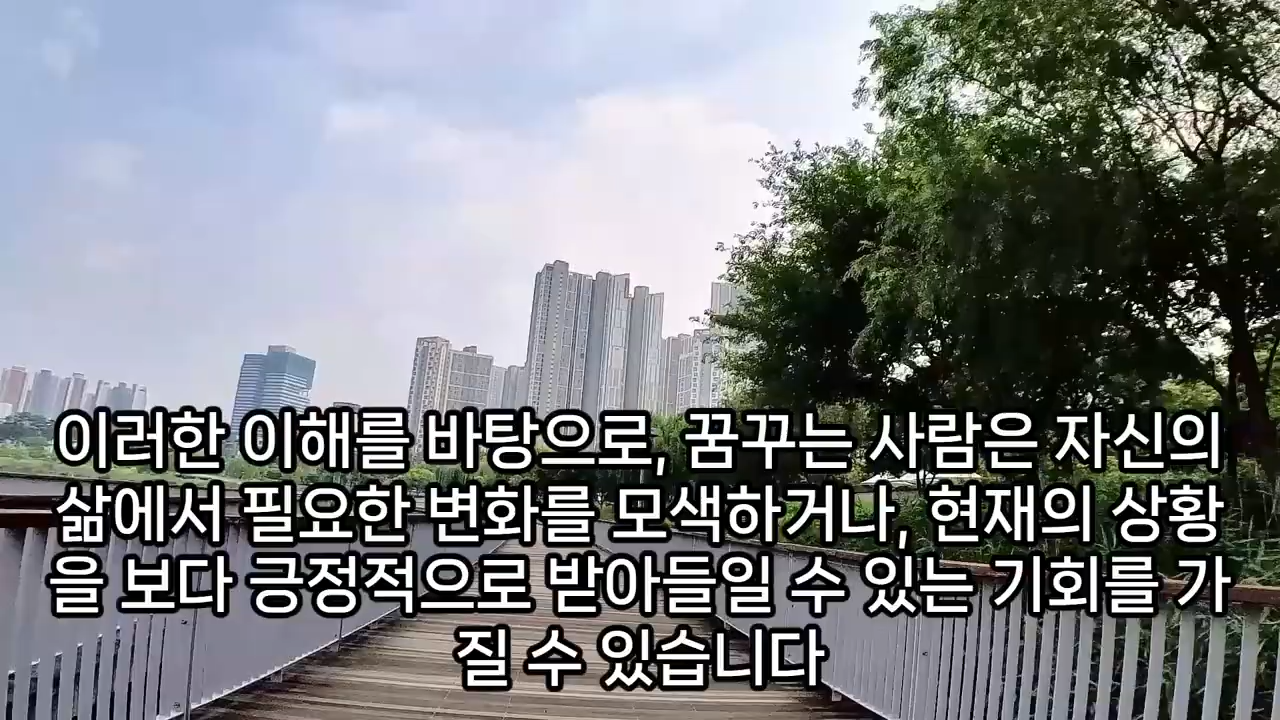 이러한 이해를 바탕으로, 꿈꾸는 사람은 자신의
삶에서 필요한 변화를 모색하거나, 현재의 상황
을 보다 긍정적으로 받아들일 수 있는 기회를 가
질 수 있습니다